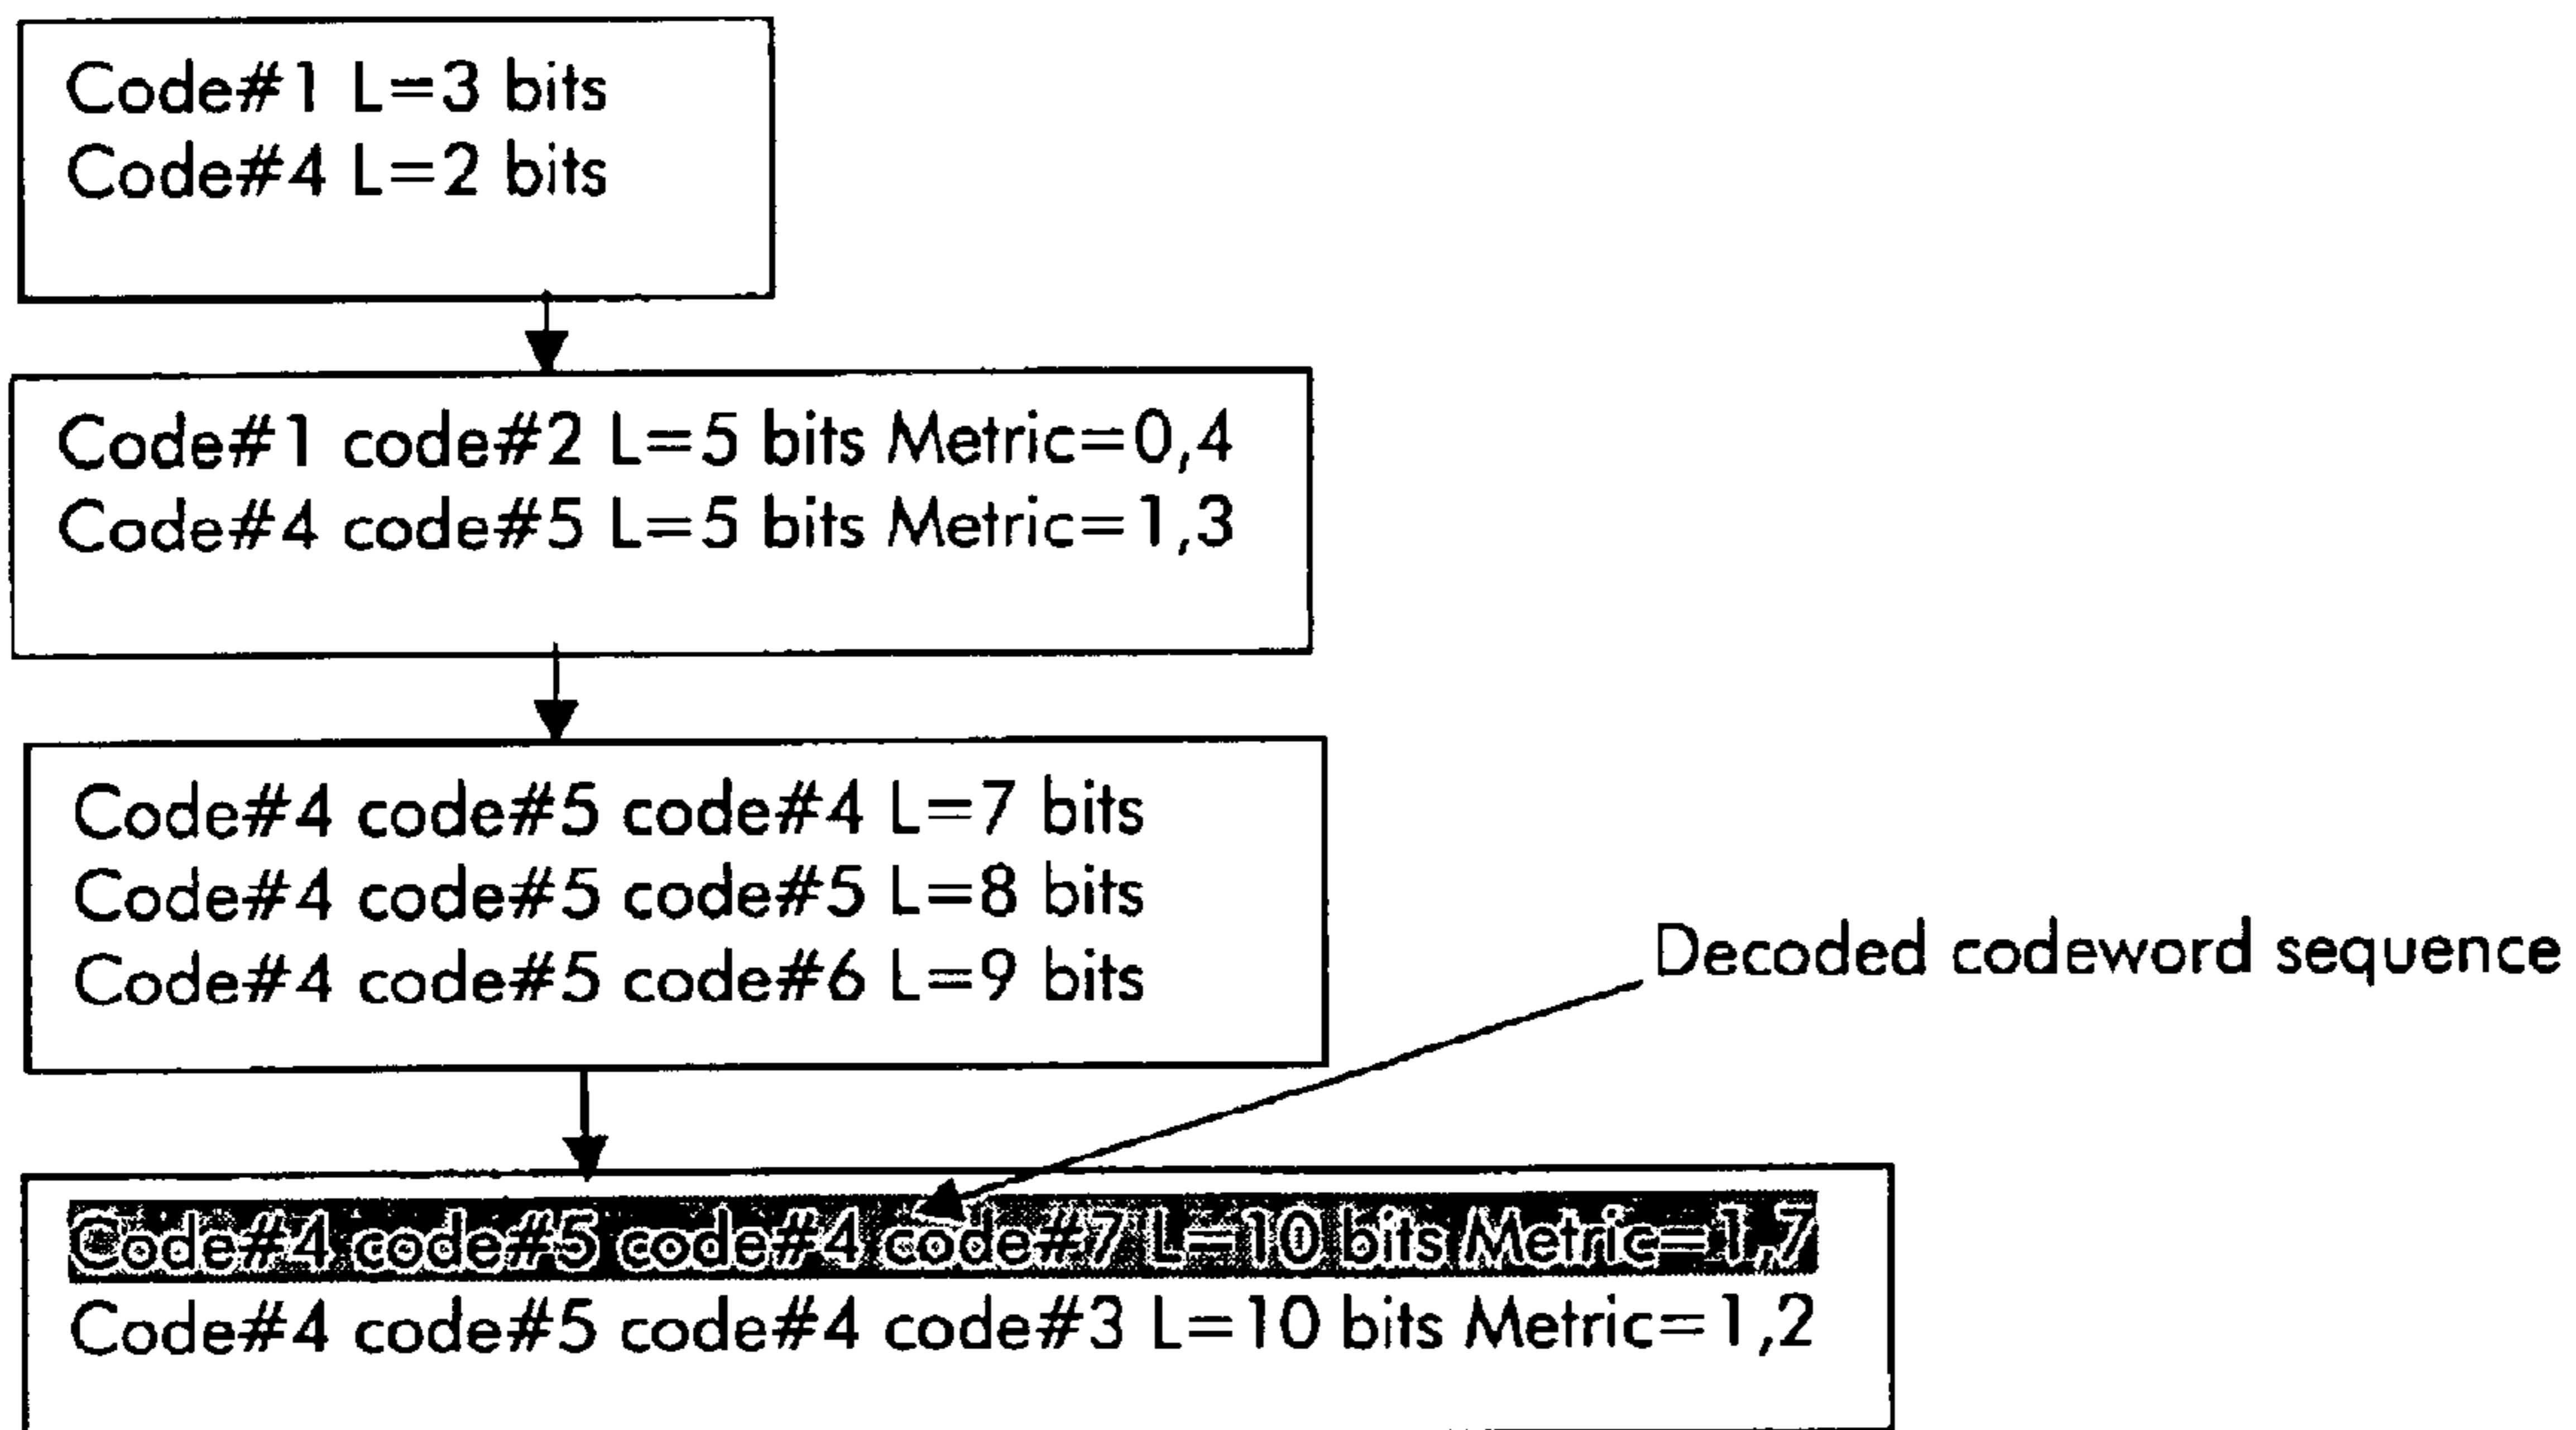 Code#1 L=3 bits
Code#4 L=2 bits
Code#1 code#2 L=5 bits Metric=0,4
Code#4 code#5 L=5 bits Metric=1,3
Code#4 code#5 code#4 L=7 bits
Code#4 code#5 code#5 L=8 bits
Code#4 code#5 code#6 L=9 bits
Decoded codeword sequence
Code#4 code#5 code#4 code#7 L=10 bits Metric=1,7
Code#4 code#5 code#4 code#3 L=10 bits Metric=1,2